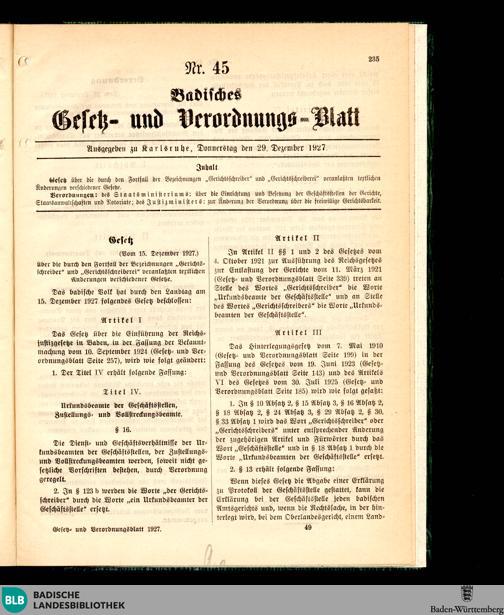 235
Nr. 45
Badisches
Gesetz- und Verordnungs-Blatt
Ausgegeben zu Karlsruhe, Donnerstag den 29. Dezember 1927
Inhalt
Gesetz über die durch den Fortfall der Bezeichnungen „Gerichtsschreiber“ und „Gerichtsschreiberei“ veranlaßten textlichen
Änderungen verschiedener Gesetze.
Verordnungen: des Staatsministeriums: über die Einrichtung und Besetzung der Geschäftsstellen der Gerichte,
Staatsanwaltschaften und Notariate; des Justizministers: zur Änderung der Verordnung über die freiwillige Gerichtsbarkeit.
Gesetz
(Vom 15. Dezember 1927.)
über die durch den Fortfall der Bezeichnungen „Gerichts-
schreiber“ und „Gerichtsschreiberei“ veranlaßten textlichen
Änderungen verschiedener Gesetze.
Das badische Volk hat durch den Landtag am
15. Dezember 1927 folgendes Gesetz beschlossen:
Artikel I
Das Gesetz über die Einführung der Reichs-
justizgesetze in Baden, in der Fassung der Bekannt-
machung vom 10. September 1924 (Gesetz- und Ver-
ordnungsblatt Seite 257), wird wie folgt geändert:
1. Der Titel IV erhält folgende Fassung:
Titel IV.
Urkundsbeamte der Geschäftsstellen,
Zustellungs- und Vollstreckungsbeamte.
§ 16.
Die Dienst- und Geschäftsverhältnisse der Ur-
kundsbeamten der Geschäftsstellen, der Zustellungs-
und Vollstreckungsbeamten werden, soweit nicht ge-
setzliche Vorschriften bestehen, durch Verordnung
geregelt.
2. In § 123 b werden die Worte „der Gerichts-
schreiber“ durch die Worte „ein Urkundsbeamter der
Geschäftsstelle“ ersetzt.
Gesetz- und Verordnungsblatt 1927.
Artikel II
In Artikel II §§ 1 und 2 des Gesetzes vom
4. Oktober 1921 zur Ausführung des Reichsgesetzes
zur Entlastung der Gerichte vom 11. März 1921
(Gesetz- und Verordnungsblatt Seite 339) treten an
Stelle des Wortes „Gerichtsschreiber“ die Worte
„Urkundsbeamte der Geschäftsstelle“ und an Stelle
des Wortes „Gerichtsschreibers“ die Worte „Urkunds-
beamten der Geschäftsstelle“.
Artikel III
Das Hinterlegungsgesetz vom 7. Mai 1910
(Gesetz- und Verordnungsblatt Seite 199) in der
Fassung des Gesetzes vom 19. Juni 1923 (Gesetz-
und Verordnungsblatt Seite 143) und des Artikels
VI des Gesetzes vom 30. Juli 1925 (Gesetz- und
Verordnungsblatt Seite 185) wird wie folgt gefaßt:
1. In § 10 Absatz 2, § 15 Absatz 3, § 16 Absatz 2,
§ 18 Absatz 2, § 24 Absatz 3, § 29 Absatz 2, § 30,
§ 33 Absatz 1 wird das Wort „Gerichtsschreiber“ oder
„Gerichtsschreibers“ unter entsprechender Änderung
der zugehörigen Artikel und Fürwörter durch das
Wort „Geschäftsstelle“ und in § 18 Absatz 1 durch die
Worte „Urkundsbeamten der Geschäftsstelle“ ersetzt.
2. § 13 erhält folgende Fassung:
Wenn dieses Gesetz die Abgabe einer Erklärung
zu Protokoll der Geschäftsstelle gestattet, kann die
Erklärung bei der Geschäftsstelle jeden badischen
Amtsgerichts und, wenn die Rechtssache, in der hin-
terlegt wird, bei dem Oberlandesgericht, einem Land-
49
BLB BADISCHE
LANDESBIBLIOTHEK
Baden-Württemberg